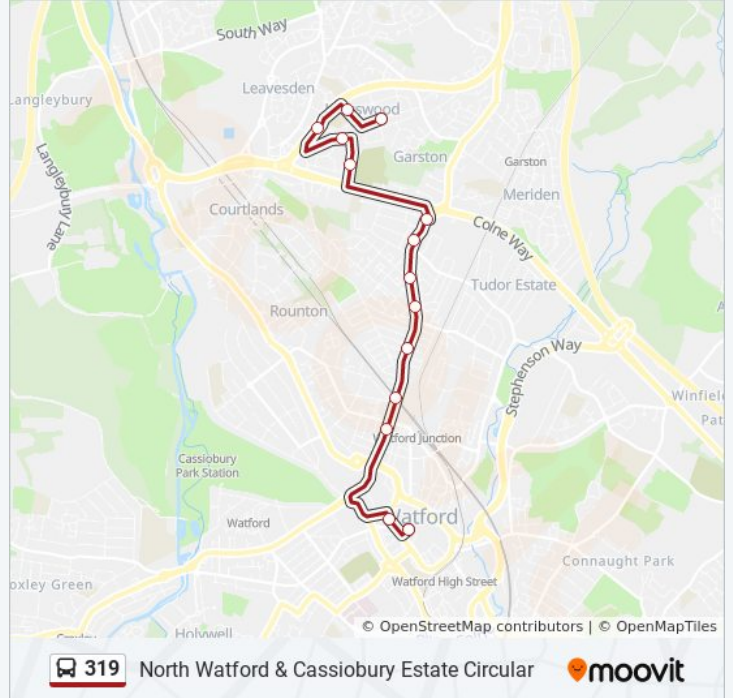 South Way
Leavesden
Langleybury
Garston
Garston
Langleybury Lane
Meriden
Courtlands
Colne Way
Tudor Estate
Rounton
Stephenson Way
Watford Junction
Cassiobury
Park Station
Watford
Watford
Connaught Park
Watford High Street
oxley Green
Holywell
© OpenStreetMap contributors | © OpenMapTiles
319 North Watford & Cassiobury Estate Circular moovit